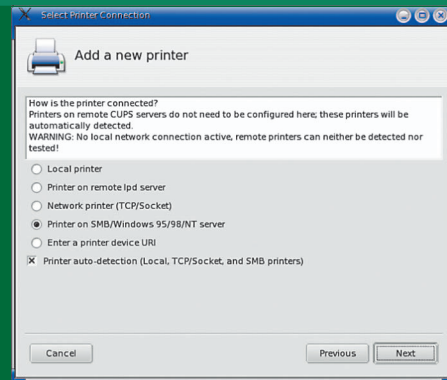 Select Printer Connection
Add a new printer
How is the printer connected?
Printers on remote CUPS servers do not need to be configured here; these printers will be
automatically detected.
WARNING: No local network connection active, remote printers can neither be detected nor
tested!
Local printer
Printer on remote lpd server
Network printer (TCP/Socket)
Printer on SMB/Windows 95/98/NT server
Enter a printer device URI
Printer auto-detection (Local, TCP/Socket, and SMB printers)
Cancel Previous Next